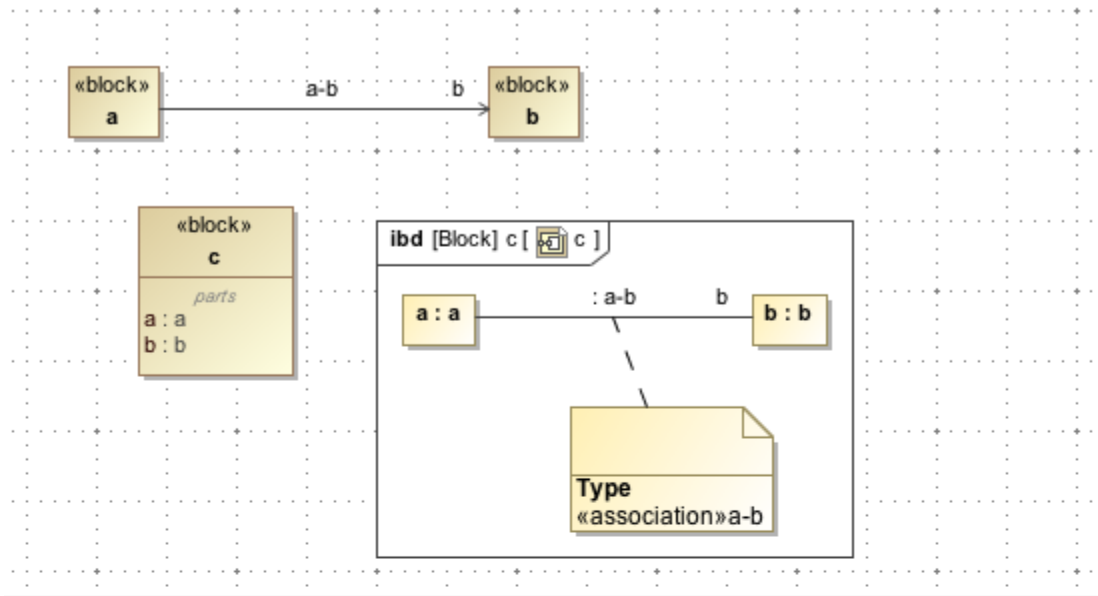 «block»
a
a-b
b
«block»
b
«block»
c
parts
a : a
b : b
ibd [Block] c [ c ]
a : a
: a-b
b
b : b
Type
«association»a-b